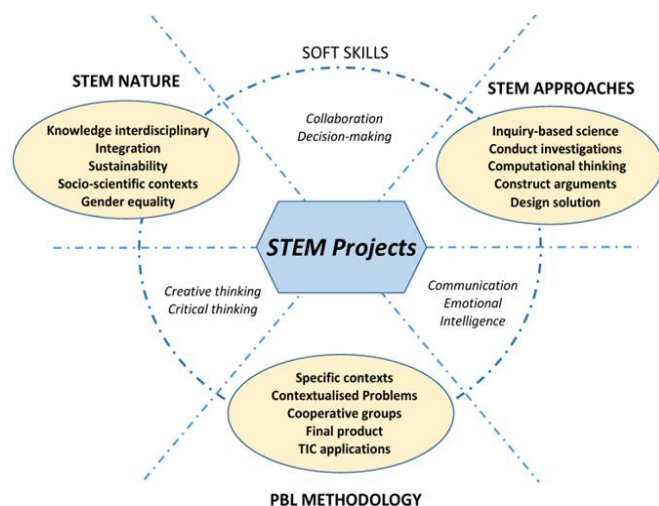 SOFT SKILLS
STEM NATURE
STEM APPROACHES
Knowledge interdisciplinary
Integration
Sustainability
Socio-scientific contexts
Gender equality
Collaboration
Decision-making
Inquiry-based science
Conduct investigations
Computational thinking
Construct arguments
Design solution
STEM Projects
Creative thinking
Critical thinking
Communication
Emotional
Intelligence
Specific contexts
Contextualised Problems
Cooperative groups
Final product
TIC applications
PBL METHODOLOGY